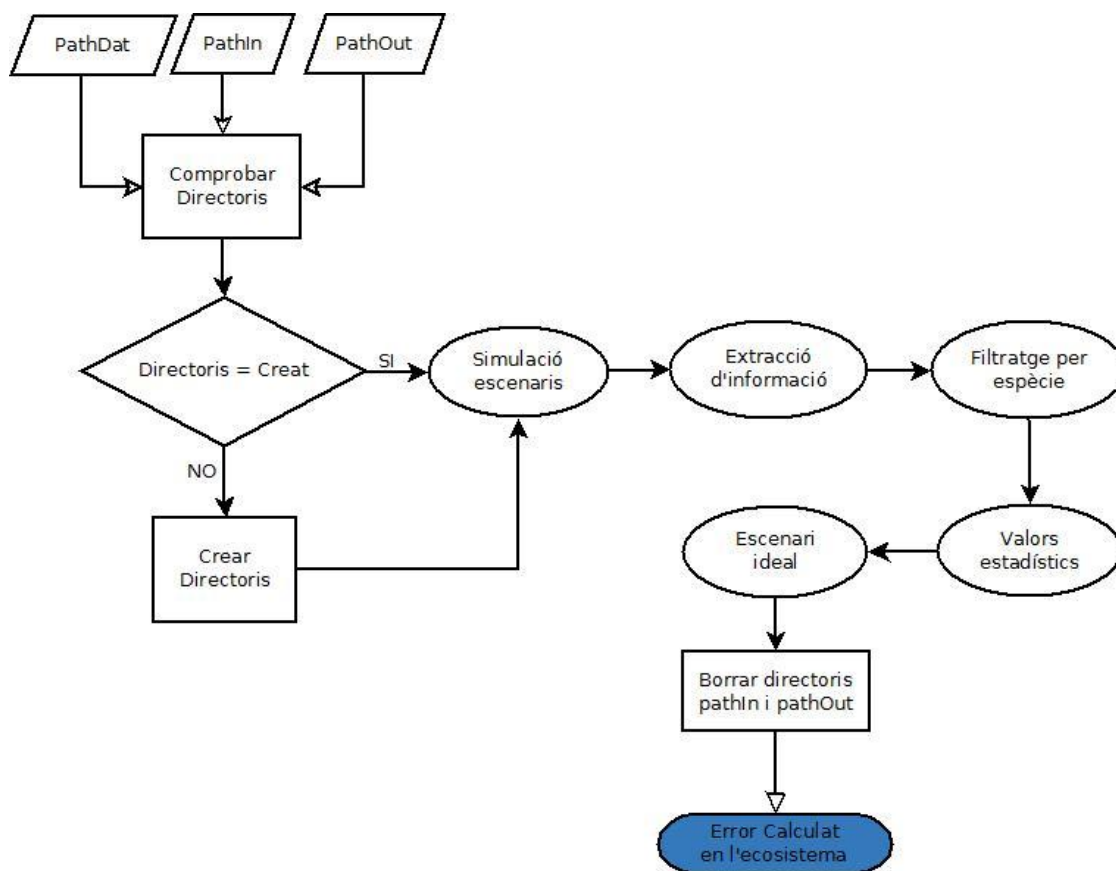 PathDat
PathIn
PathOut
Comprobar
Directoris
Directoris = Creat
SI
Simulació
escenaris
Extracció
d'informació
Filtratge per
espècie
NO
Crear
Directoris
Escenari
ideal
Valors
estadístics
Borrar directoris
pathIn i pathOut
Error Calculat
en l'ecosistema